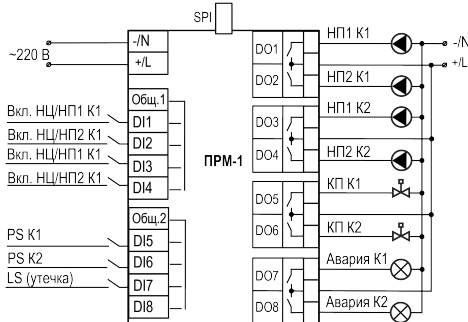 SPI
~220 В
-/N
+/L
Общ.1
Вкл. НЦ/НП1 К1 DI1
Вкл. НЦ/НП2 К1 DI2
Вкл. НЦ/НП1 К1 DI3
Вкл. НЦ/НП2 К1 DI4
Общ.2
PS К1 DI5
PS К2 DI6
LS (утечка) DI7
DI8
ПРМ-1
DO1 НП1 К1
DO2 НП2 К1
DO3 НП1 К2
DO4 НП2 К2
DO5 КП К1
DO6 КП К2
DO7 Авария К1
DO8 Авария К2
-/N
+/L